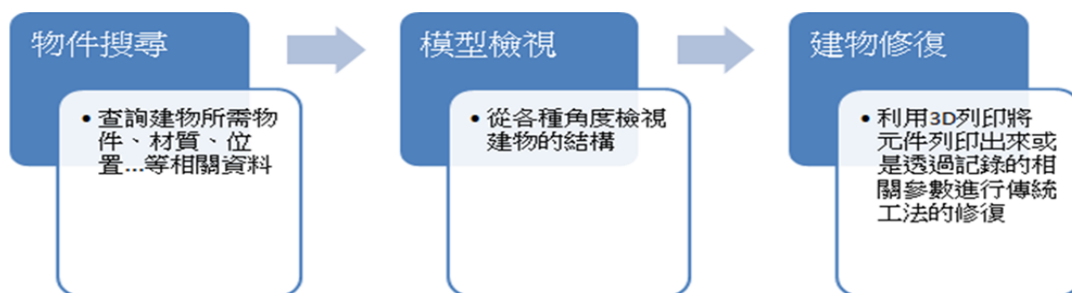 物件搜尋
• 查詢建物所需物
件、材質、位
置...等相關資料
模型檢視
• 從各種角度檢視
建物的結構
建物修復
• 利用3D列印將
元件列印出來或
是透過記錄的相
關參數進行傳統
工法的修復